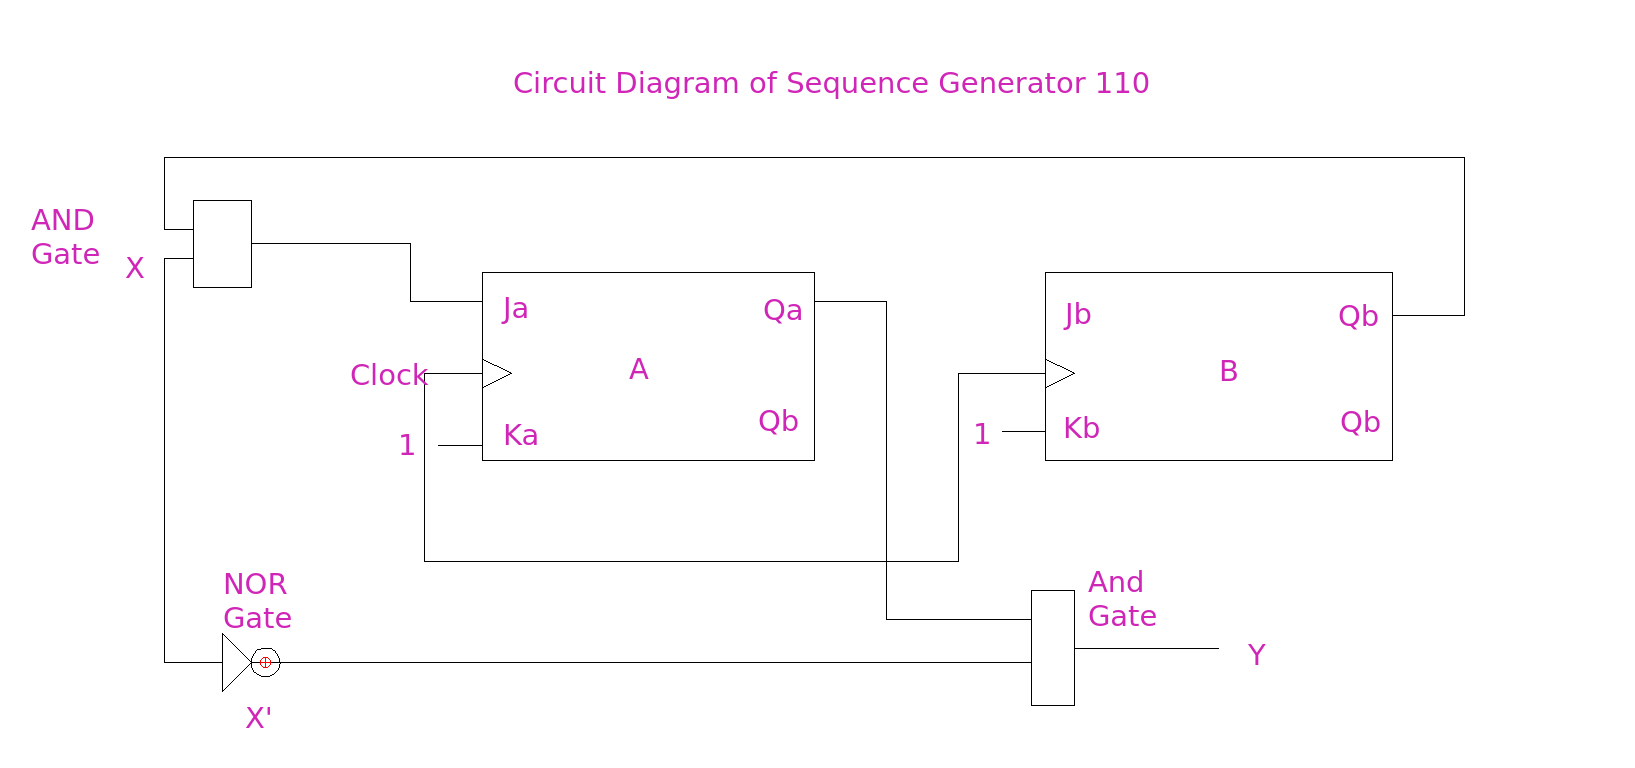 Circuit Diagram of Sequence Generator 110
AND
Gate
X
Ja
Qa
Jb
Qb
Clock
A
B
1
Ka
Qb
1
Kb
Qb
NOR
Gate
And
Gate
Y
X'